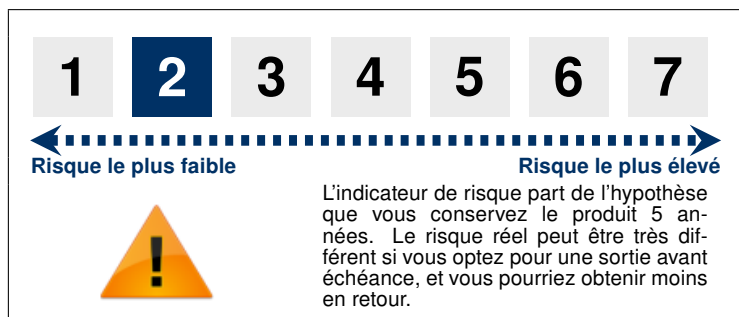 1 2 3 4 5 6 7
Risque le plus faible Risque le plus élevé
L'indicateur de risque part de l'hypothèse
que vous conservez le produit 5 an-
nées. Le risque réel peut être très dif-
férent si vous optez pour une sortie avant
échéance, et vous pourriez obtenir moins
en retour.